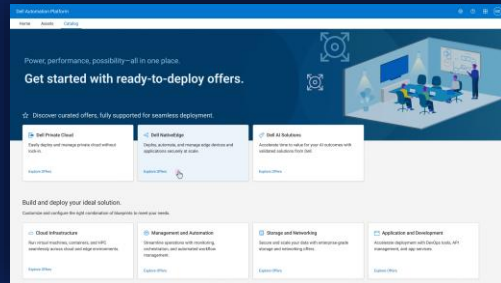 Dell Automation Platform
Home Assets Catalog
Power, performance, possibility—all in one place.
Get started with ready-to-deploy offers.
Discover curated offers, fully supported for seamless deployment.
Dell Private Cloud
Easily deploy and manage private cloud without lock-in.
Explore Offers
Dell NativeEdge
Deploy, automate, and manage edge devices and
applications securely at scale.
Explore Offers
Dell AI Solutions
Accelerate time to value for your AI outcomes with
validated solutions from Dell.
Explore Offers
Build and deploy your ideal solution.
Customize and configure the right combination of blueprints to meet your needs.
Cloud Infrastructure
Run virtual machines, containers, and HPC
seamlessly across cloud and edge environments.
Explore Offers
Management and Automation
Streamline operations with monitoring,
orchestration, and automated workflow
management.
Explore Offers
Storage and Networking
Secure and scale your data with enterprise-grade
storage and networking offers.
Explore Offers
Application and Development
Accelerate deployment with DevOps tools, API
management, and app services.
Explore Offers